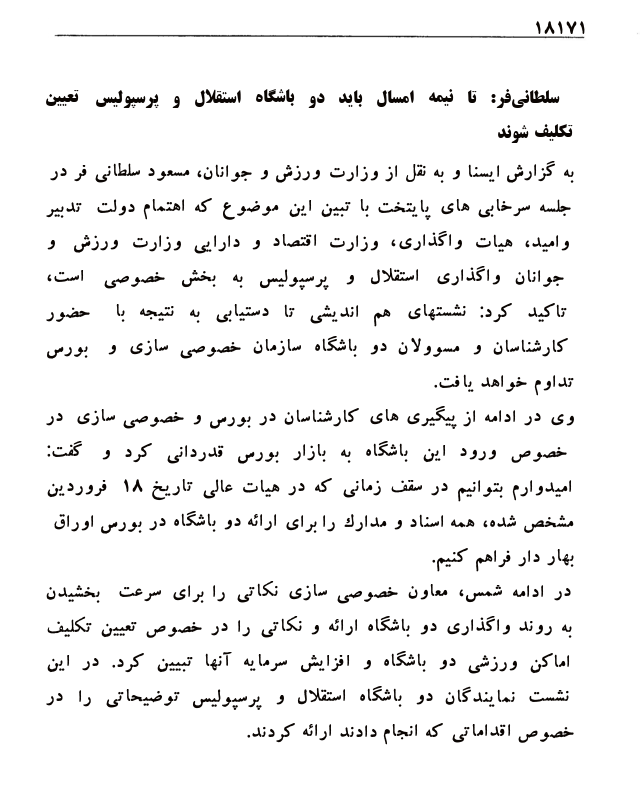 ۱۸۱۷۱
سلطانی‌فر: تا نیمه امسال باید دو باشگاه استقلال و پرسپولیس تعیین
تکلیف شوند
به گزارش ایسنا و به نقل از وزارت ورزش و جوانان، مسعود سلطانی فر در
جلسه سرخابی های پایتخت با تبین این موضوع که اهتمام دولت تدبیر
وامید، هیات واگذاری، وزارت اقتصاد و دارایی وزارت ورزش و
جوانان واگذاری استقلال و پرسپولیس به بخش خصوصی است،
تاکید کرد: نشستهای هم اندیشی تا دستیابی به نتیجه با حضور
کارشناسان و مسوولان دو باشگاه سازمان خصوصی سازی و بورس
تداوم خواهد یافت.
وی در ادامه از پیگیری های کارشناسان در بورس و خصوصی سازی در
خصوص ورود این باشگاه به بازار بورس قدردانی کرد و گفت:
امیدوارم بتوانیم در سقف زمانی که در هیات عالی تاریخ ۱۸ فروردین
مشخص شده، همه اسناد و مدارك را برای ارائه دو باشگاه در بورس اوراق
بهار دار فراهم کنیم.
در ادامه شمس، معاون خصوصی سازی نکاتی را برای سرعت بخشیدن
به روند واگذاری دو باشگاه ارائه و نکاتی را در خصوص تعیین تکلیف
اماکن ورزشی دو باشگاه و افزایش سرمایه آنها تبیین کرد. در این
نشست نمایندگان دو باشگاه استقلال و پرسپولیس توضیحاتی را در
خصوص اقداماتی که انجام دادند ارائه کردند.